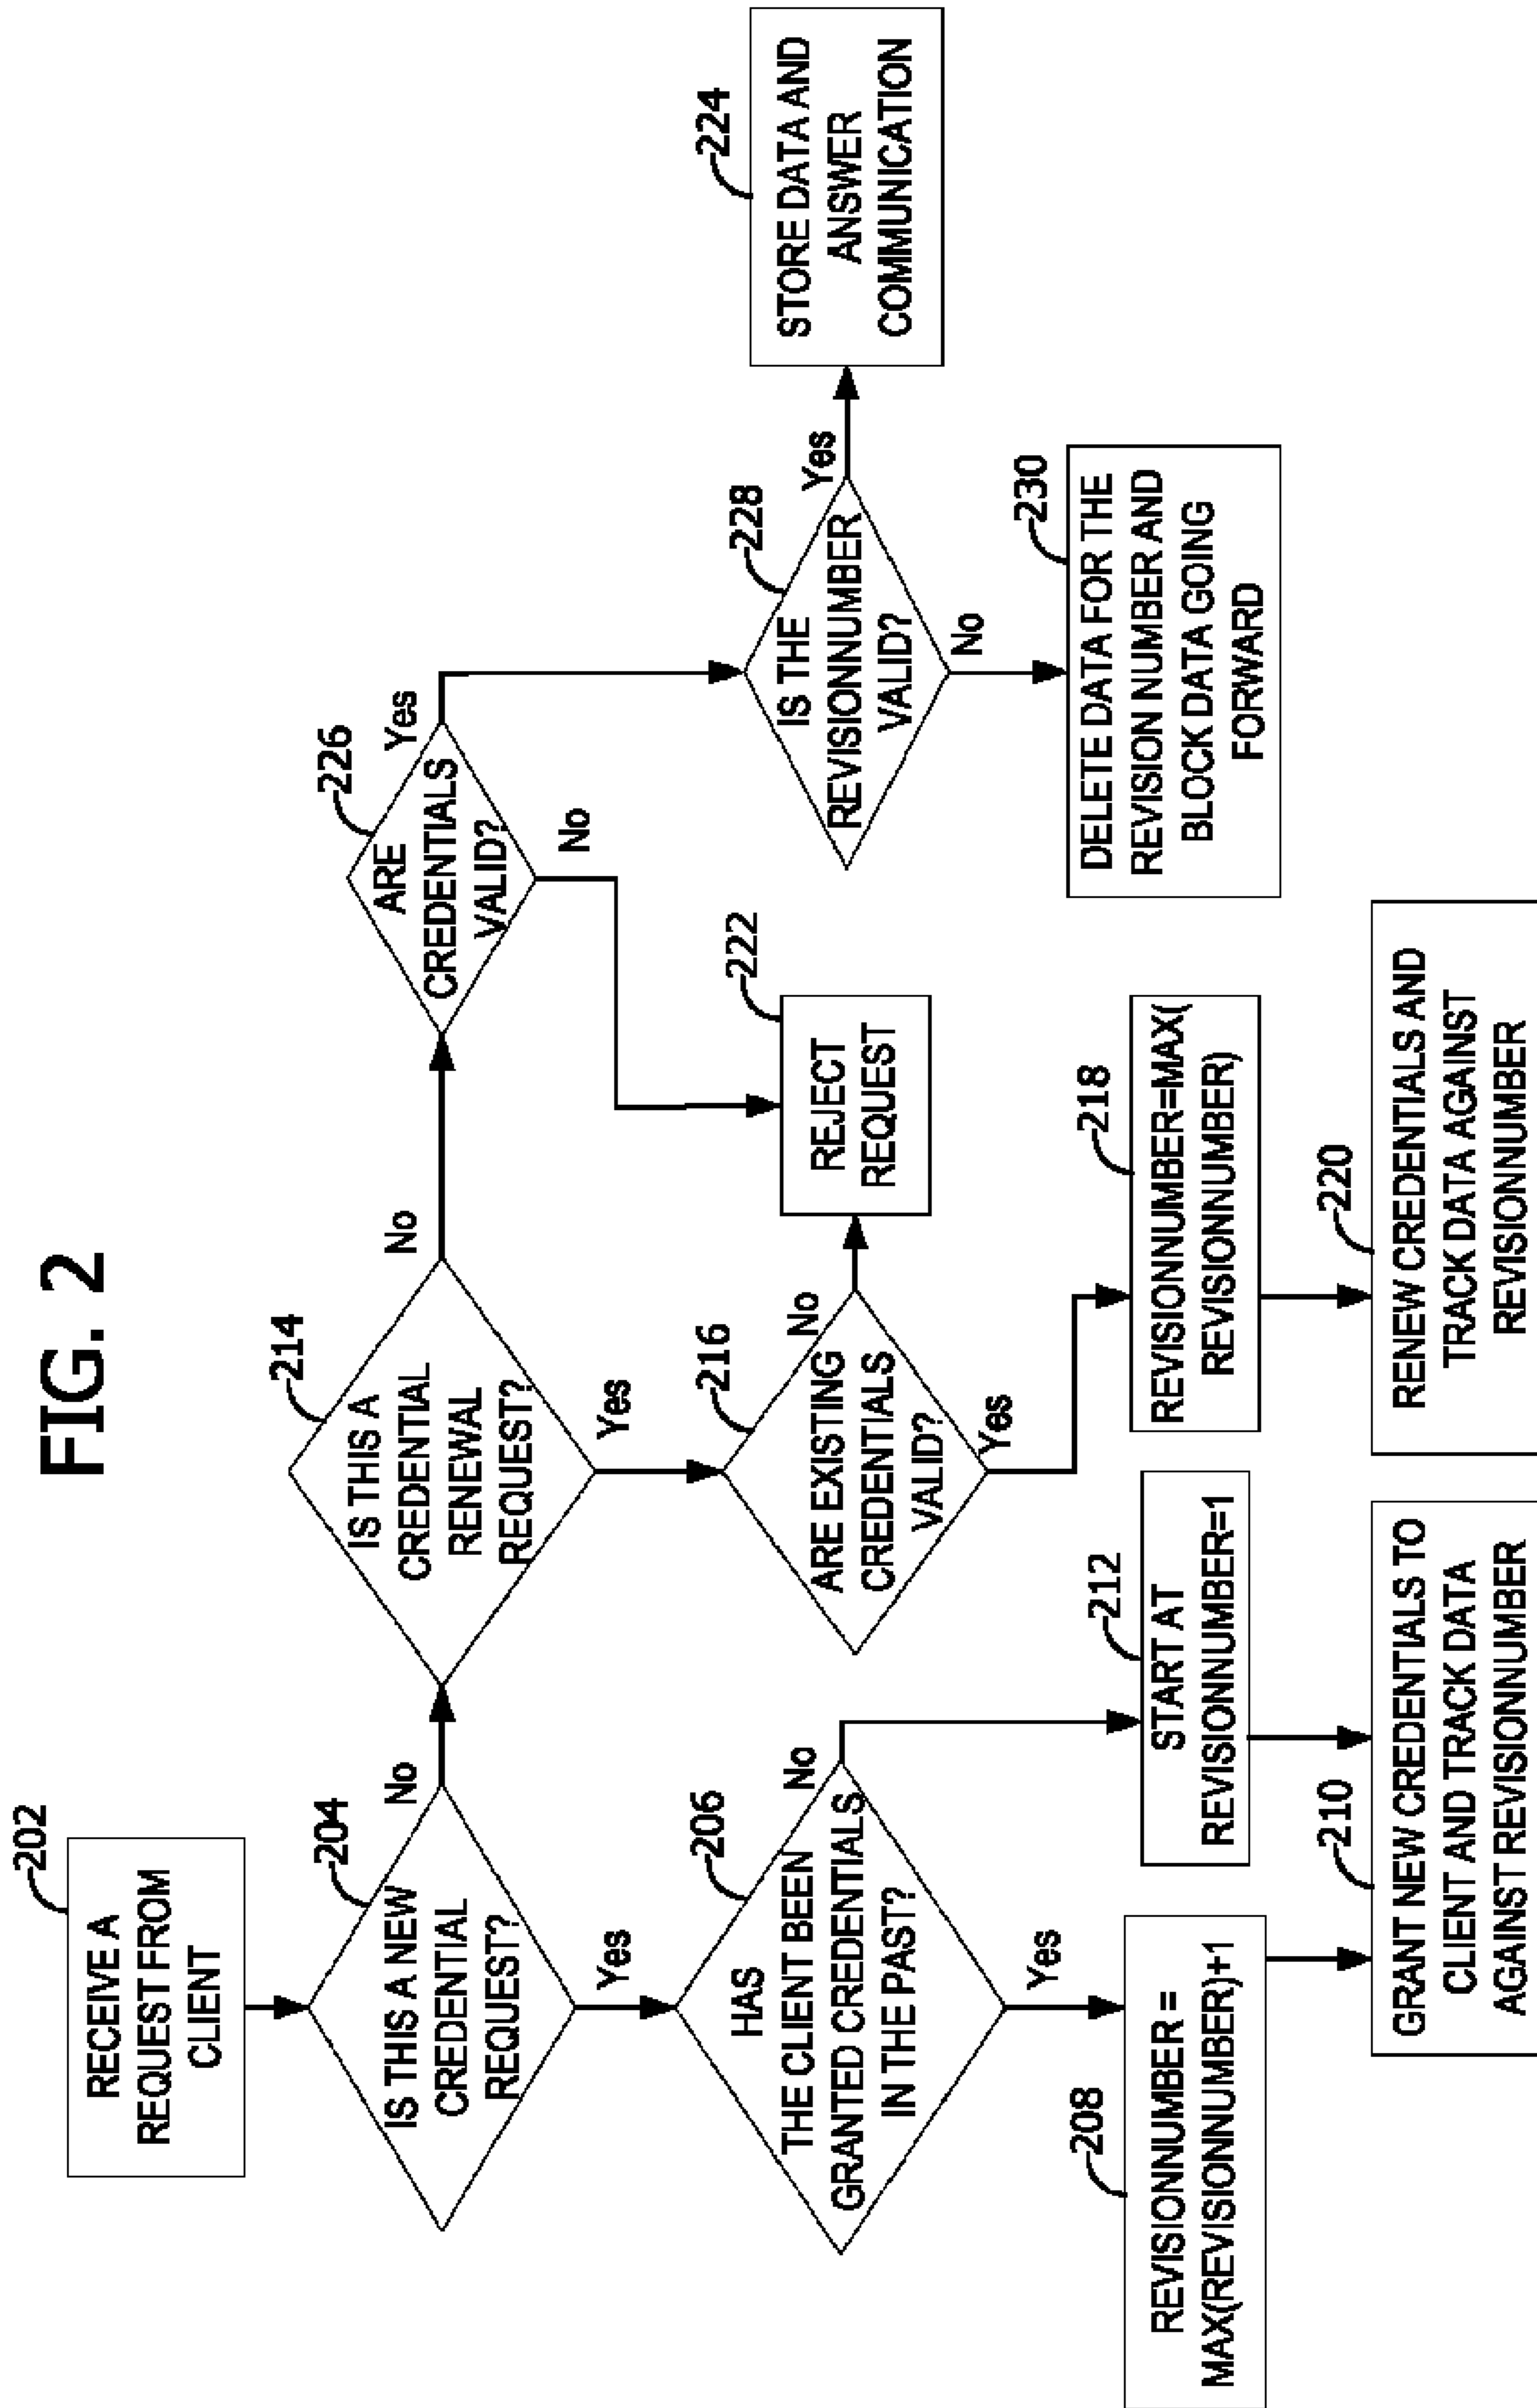 FIG. 2
202
RECEIVE A
REQUEST FROM
CLIENT
204
IS THIS A NEW
CREDENTIAL
REQUEST?
No
Yes
206
HAS
THE CLIENT BEEN
GRANTED CREDENTIALS
IN THE PAST?
No
Yes
208
REVISIONNUMBER =
MAX(REVISIONNUMBER)+1
212
START AT
REVISIONNUMBER=1
210
GRANT NEW CREDENTIALS TO
CLIENT AND TRACK DATA
AGAINST REVISIONNUMBER
214
IS THIS A
CREDENTIAL
RENEWAL
REQUEST?
No
Yes
216
ARE EXISTING
CREDENTIALS
VALID?
No
Yes
218
REVISIONNUMBER=MAX(
REVISIONNUMBER)
220
RENEW CREDENTIALS AND
TRACK DATA AGAINST
REVISIONNUMBER
222
REJECT
REQUEST
226
ARE
CREDENTIALS
VALID?
Yes
No
228
IS THE
REVISIONNUMBER
VALID?
Yes
No
224
STORE DATA AND
ANSWER
COMMUNICATION
230
DELETE DATA FOR THE
REVISION NUMBER AND
BLOCK DATA GOING
FORWARD